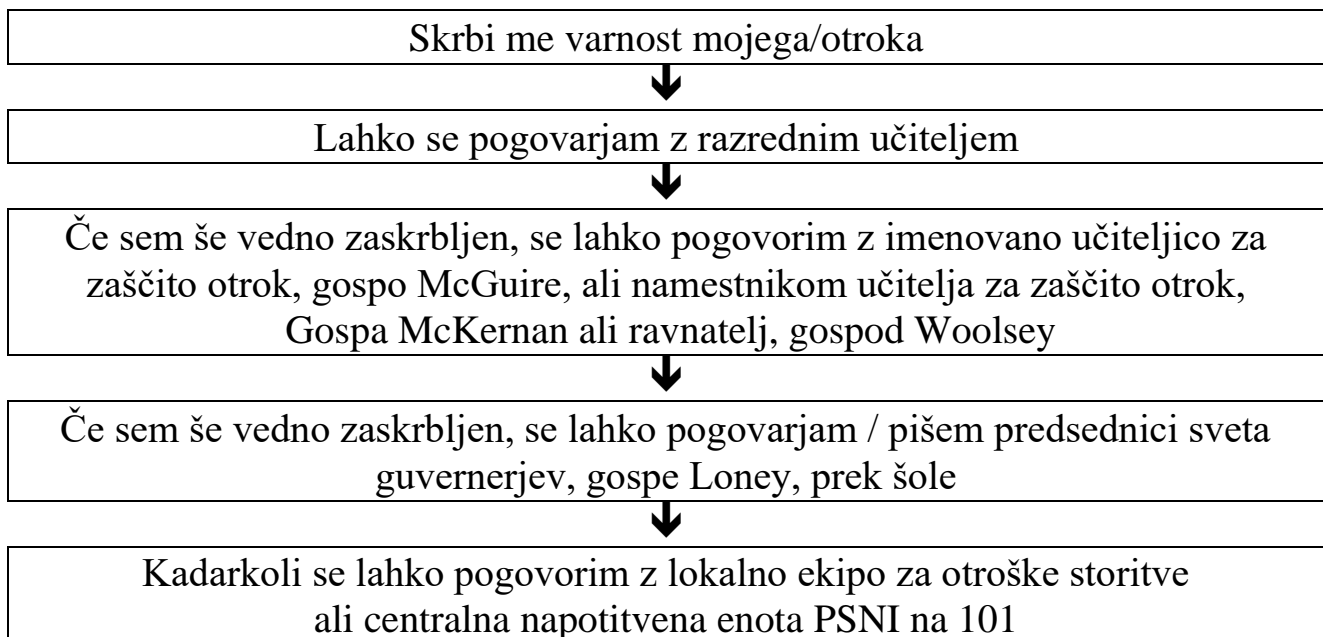 Skrbi me varnost mojega/otroka
Lahko se pogovarjam z razrednim učiteljem
Če sem še vedno zaskrbljen, se lahko pogovorim z imenovano učiteljico za
zaščito otrok, gospo McGuire, ali namestnikom učitelja za zaščito otrok,
Gospa McKernan ali ravnatelj, gospod Woolsey
Če sem še vedno zaskrbljen, se lahko pogovarjam / pišem predsednici sveta
guvernerjev, gospe Loney, prek šole
Kadarkoli se lahko pogovorim z lokalno ekipo za otroške storitve
ali centralna napotitvena enota PSNI na 101